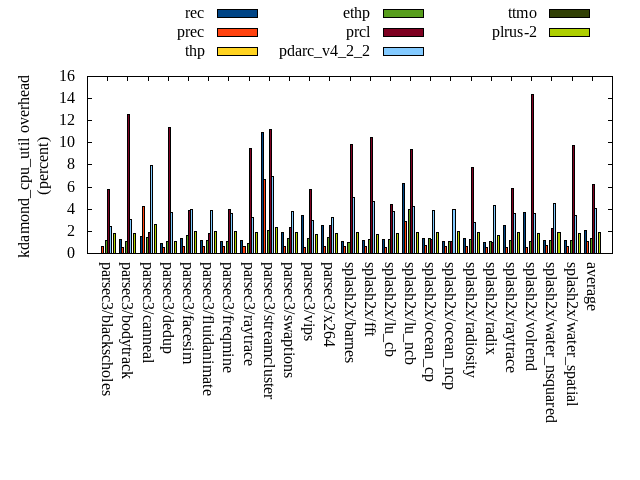 rec
prec
thp
ethp
prcl
pdarc_v4_2_2
ttmo
plrus-2
kdamond_cpu_util overhead
(percent)
16
14
12
10
8
6
4
2
0
parsec3/blackscholes
parsec3/bodytrack
parsec3/canneal
parsec3/dedup
parsec3/facesim
parsec3/fluidanimate
parsec3/freqmine
parsec3/raytrace
parsec3/streamcluster
parsec3/swaptions
parsec3/vips
parsec3/x264
splash2x/barnes
splash2x/fft
splash2x/lu_cb
splash2x/lu_ncb
splash2x/ocean_cp
splash2x/ocean_ncp
splash2x/radiosity
splash2x/radix
splash2x/raytrace
splash2x/volrend
splash2x/water_nsquared
splash2x/water_spatial
average